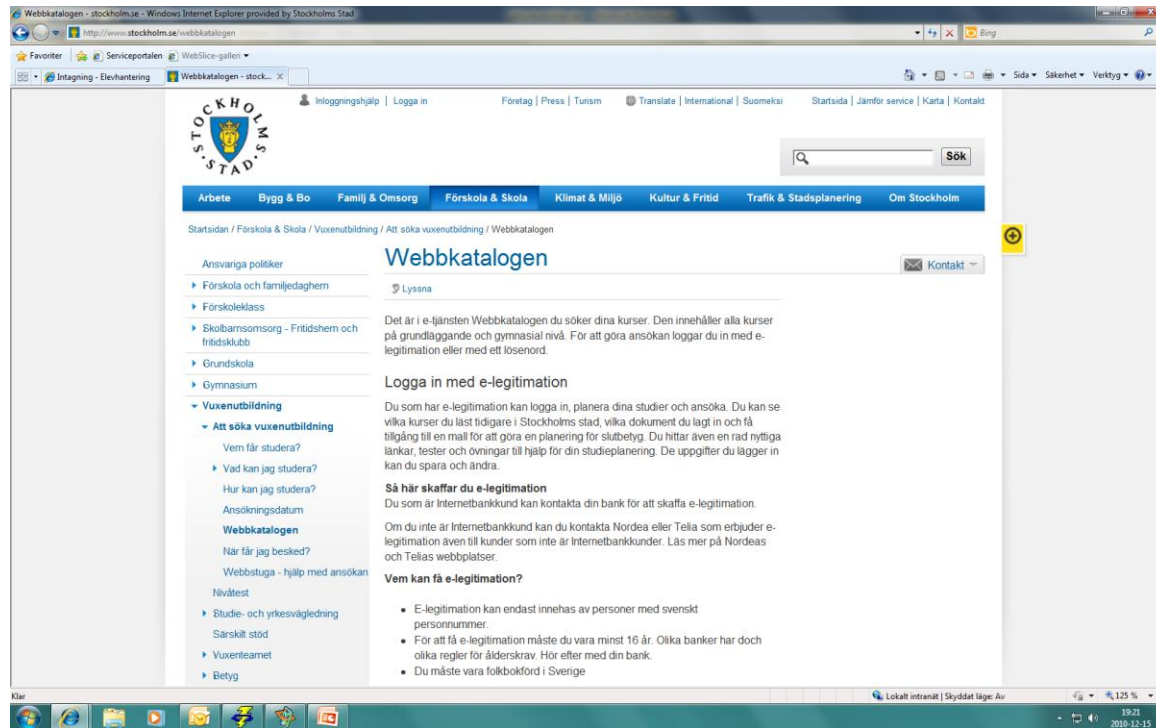 Webbkatalogen - stockholm.se - Windows Internet Explorer provided by Stockholms Stad
http://www.stockholm.se/webbkatalogen
Bing
Favoriter Serviceportalen WebSlice-galleri
Intagning - Elevhantering Webbkatalogen - stock... X
Sida Säkerhet Verktyg
STOCKHOLMS STAD
Inloggningshjälp | Logga in Företag | Press | Turism Translate | International | Suomeksi Startsida | Jämför service | Karta | Kontakt
Sök
Arbete Bygg & Bo Familj & Omsorg Förskola & Skola Klimat & Miljö Kultur & Fritid Trafik & Stadsplanering Om Stockholm
Startsidan / Förskola & Skola / Vuxenutbildning / Att söka vuxenutbildning / Webbkatalogen
Ansvariga politiker
Förskola och familjedaghem
Förskoleklass
Skolbarnsomsorg - Fritidshem och
fritidsklubb
Grundskola
Gymnasium
Vuxenutbildning
Att söka vuxenutbildning
Vem får studera?
Vad kan jag studera?
Hur kan jag studera?
Ansökningsdatum
Webbkatalogen
När får jag besked?
Webbstuga - hjälp med ansökan
Nivåtest
Studie- och yrkesvägledning
Särskilt stöd
Vuxenteamet
Betyg
Webbkatalogen
Kontakt
Lyssna
Det är i e-tjänsten Webbkatalogen du söker dina kurser. Den innehåller alla kurser
på grundläggande och gymnasial nivå. För att göra ansökan loggar du in med e-
legitimation eller med ett lösenord.
Logga in med e-legitimation
Du som har e-legitimation kan logga in, planera dina studier och ansöka. Du kan se
vilka kurser du läst tidigare i Stockholms stad, vilka dokument du lagt in och få
tillgång till en mall för att göra en planering för slutbetyg. Du hittar även en rad nyttiga
länkar, tester och övningar till hjälp för din studieplanering. De uppgifter du lägger in
kan du spara och ändra.
Så här skaffar du e-legitimation
Du som är Internetbankkund kan kontakta din bank för att skaffa e-legitimation.
Om du inte är Internetbankkund kan du kontakta Nordea eller Telia som erbjuder e-
legitimation även till kunder som inte är Internetbankkunder. Läs mer på Nordeas
och Telias webbplatser.
Vem kan få e-legitimation?
• E-legitimation kan endast innehas av personer med svenskt
personnummer.
• För att få e-legitimation måste du vara minst 16 år. Olika banker har doch
olika regler för ålderskrav. Hör efter med din bank.
• Du måste vara folkbokförd i Sverige
Klar Lokalt intranät | Skyddat läge: Av 125 %
19:21
2010-12-15